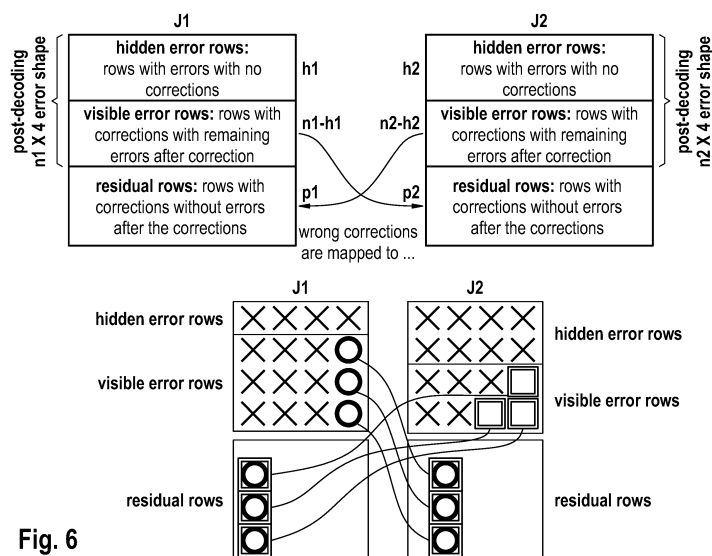 J1
J2
post-decoding
n1 X 4 error shape
hidden error rows:
rows with errors with no
corrections
visible error rows: rows with
corrections with remaining
errors after correction
residual rows: rows with
corrections without errors
after the corrections
h1
h2
n1-h1
n2-h2
p1
p2
wrong corrections
are mapped to ...
hidden error rows:
rows with errors with no
corrections
visible error rows: rows with
corrections with remaining
errors after correction
residual rows: rows with
corrections without errors
after the corrections
post-decoding
n2 X 4 error shape
J1
J2
hidden error rows
visible error rows
residual rows
hidden error rows
visible error rows
residual rows
Fig. 6